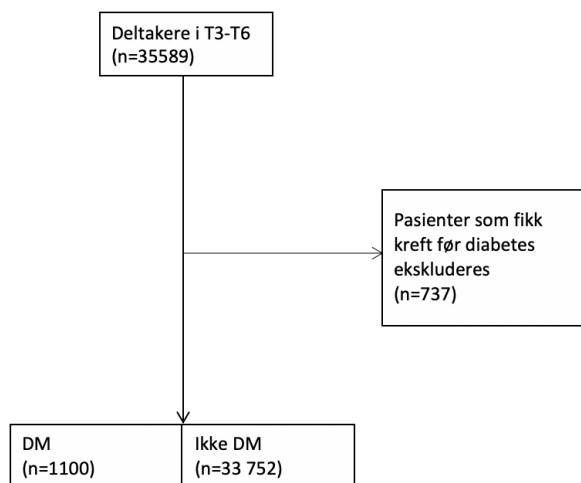 Deltakere i T3-T6
(n=35589)
Pasienter som fikk
kreft før diabetes
ekskluderes
(n=737)
DM
(n=1100)
Ikke DM
(n=33 752)